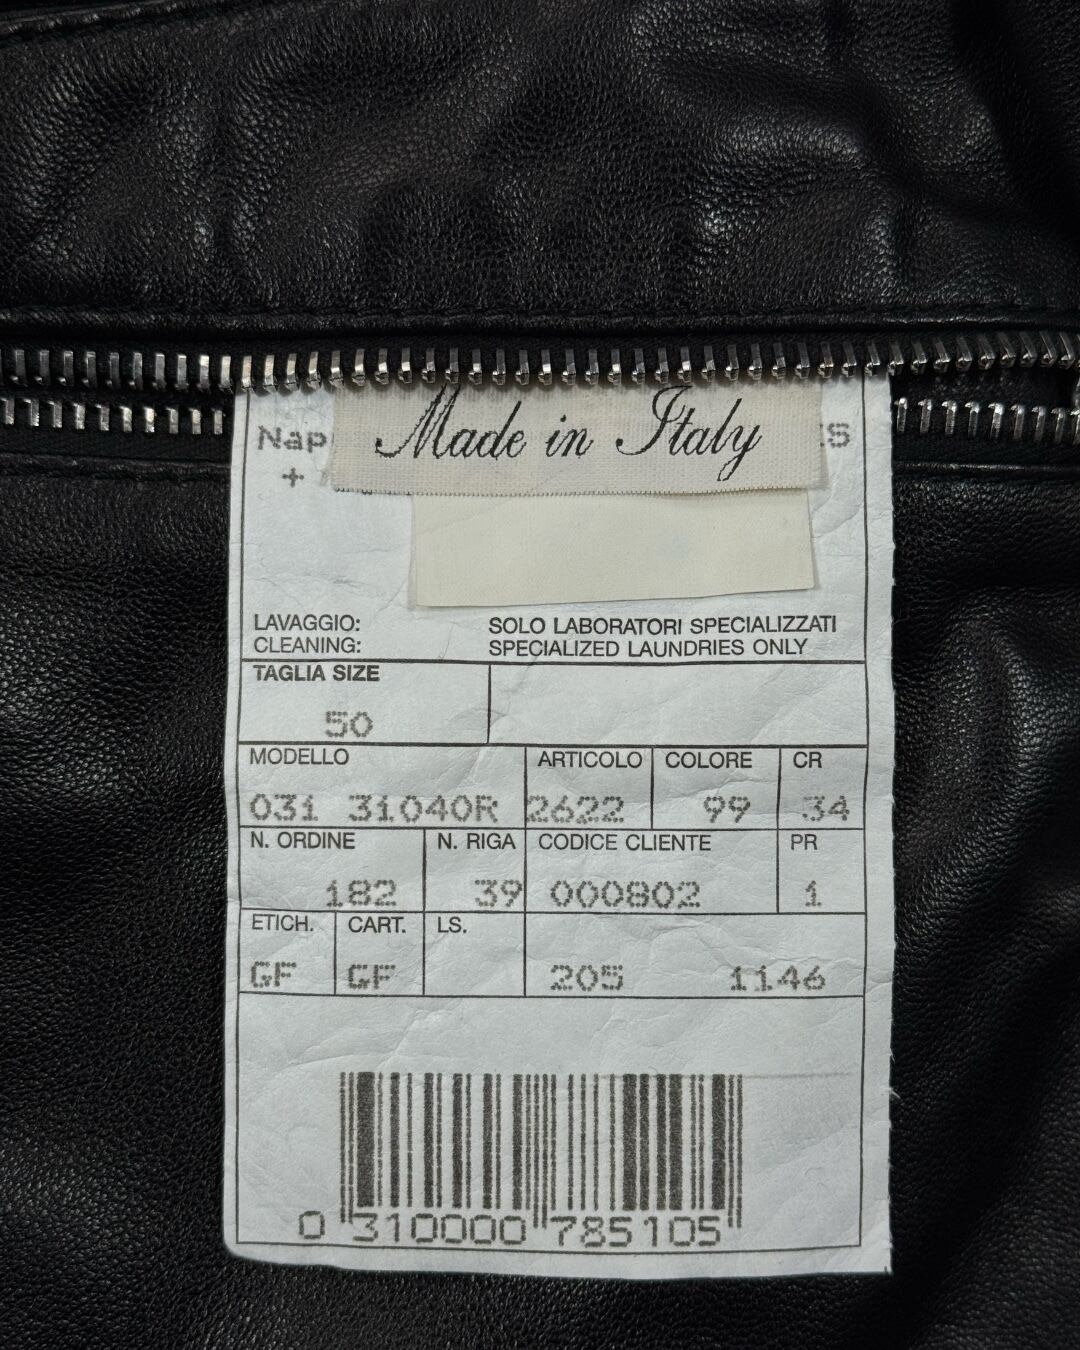 Made in Italy
Nap
+
LAVAGGIO: SOLO LABORATORI SPECIALIZZATI
CLEANING: SPECIALIZED LAUNDRIES ONLY
TAGLIA SIZE
50
MODELLO ARTICOLO COLORE CR
031 31040R 2622 99 34
N. ORDINE N. RIGA CODICE CLIENTE PR
182 39 000802 1
ETICH. CART. LS.
GF GF 205 1146
0 310000 785105